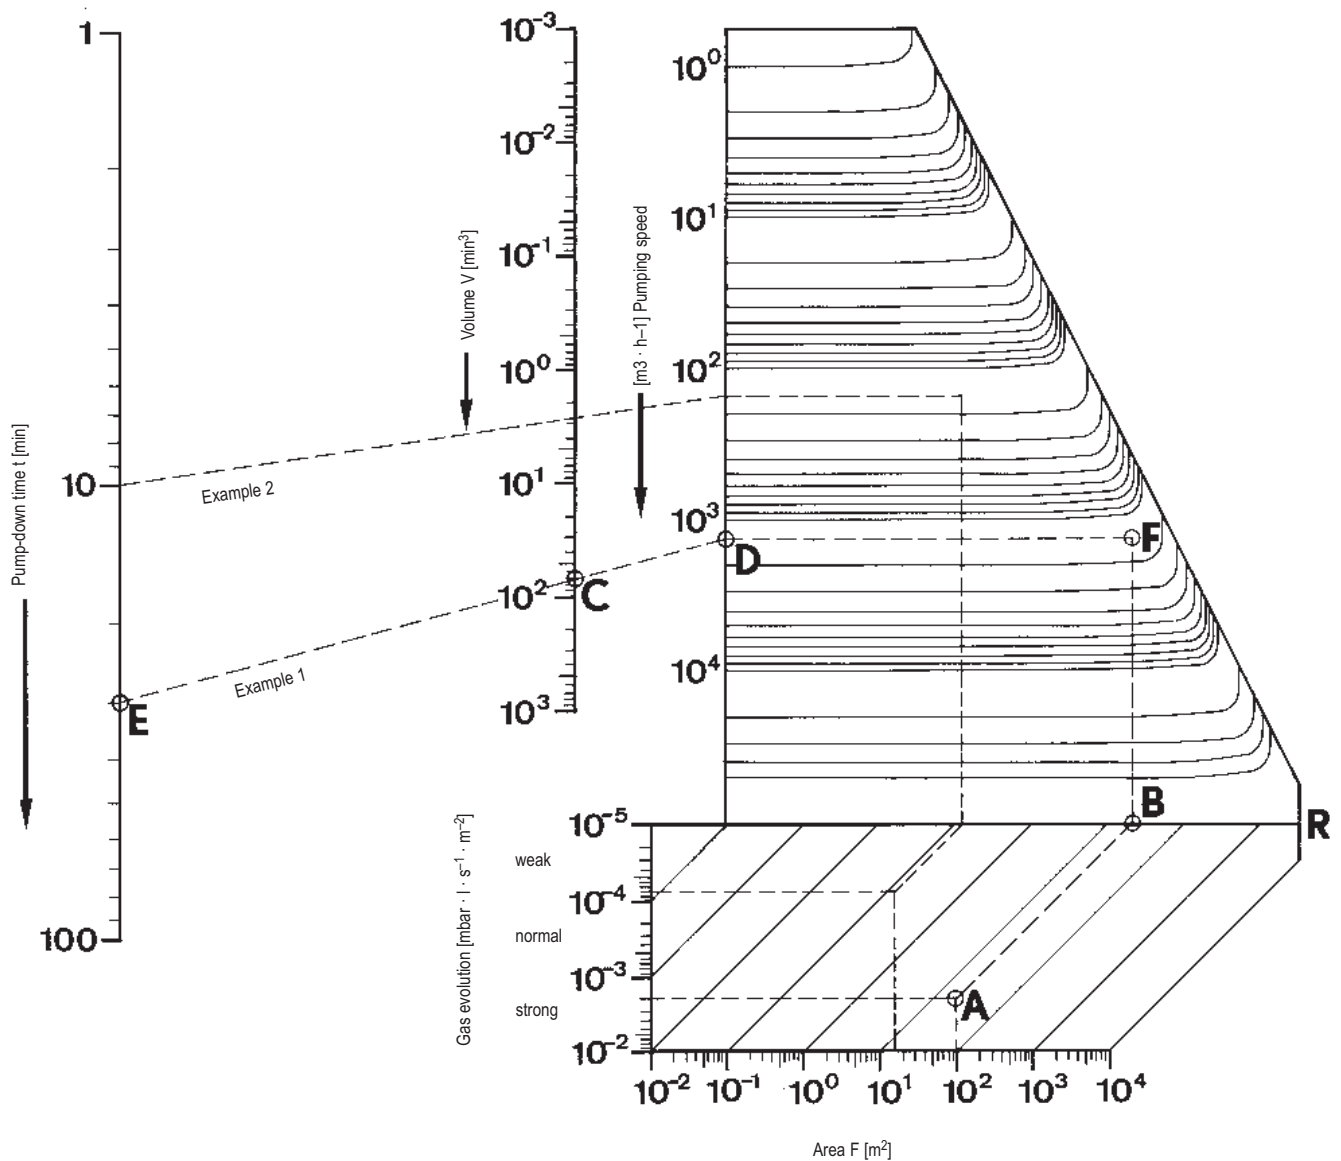 Pump-down time t [min]
1
10
100
E
Volume V [min³]
10⁻³
10⁻²
10⁻¹
10⁰
10¹
10²
10³
C
[m3 · h–1] Pumping speed
10⁰
10¹
10²
10³
10⁴
D
F
Example 2
Example 1
B
R
Gas evolution [mbar · l · s⁻¹ · m⁻²]
weak
normal
strong
10⁻⁵
10⁻⁴
10⁻³
10⁻²
A
10⁻² 10⁻¹ 10⁰ 10¹ 10² 10³ 10⁴
Area F [m²]